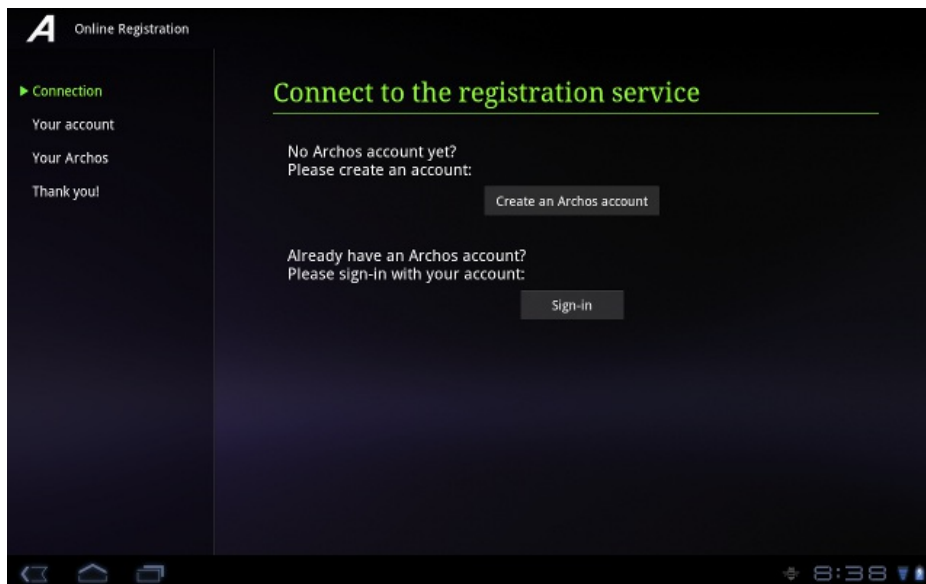 A Online Registration
Connection
Your account
Your Archos
Thank you!
Connect to the registration service
No Archos account yet?
Please create an account:
Create an Archos account
Already have an Archos account?
Please sign-in with your account:
Sign-in
8:38